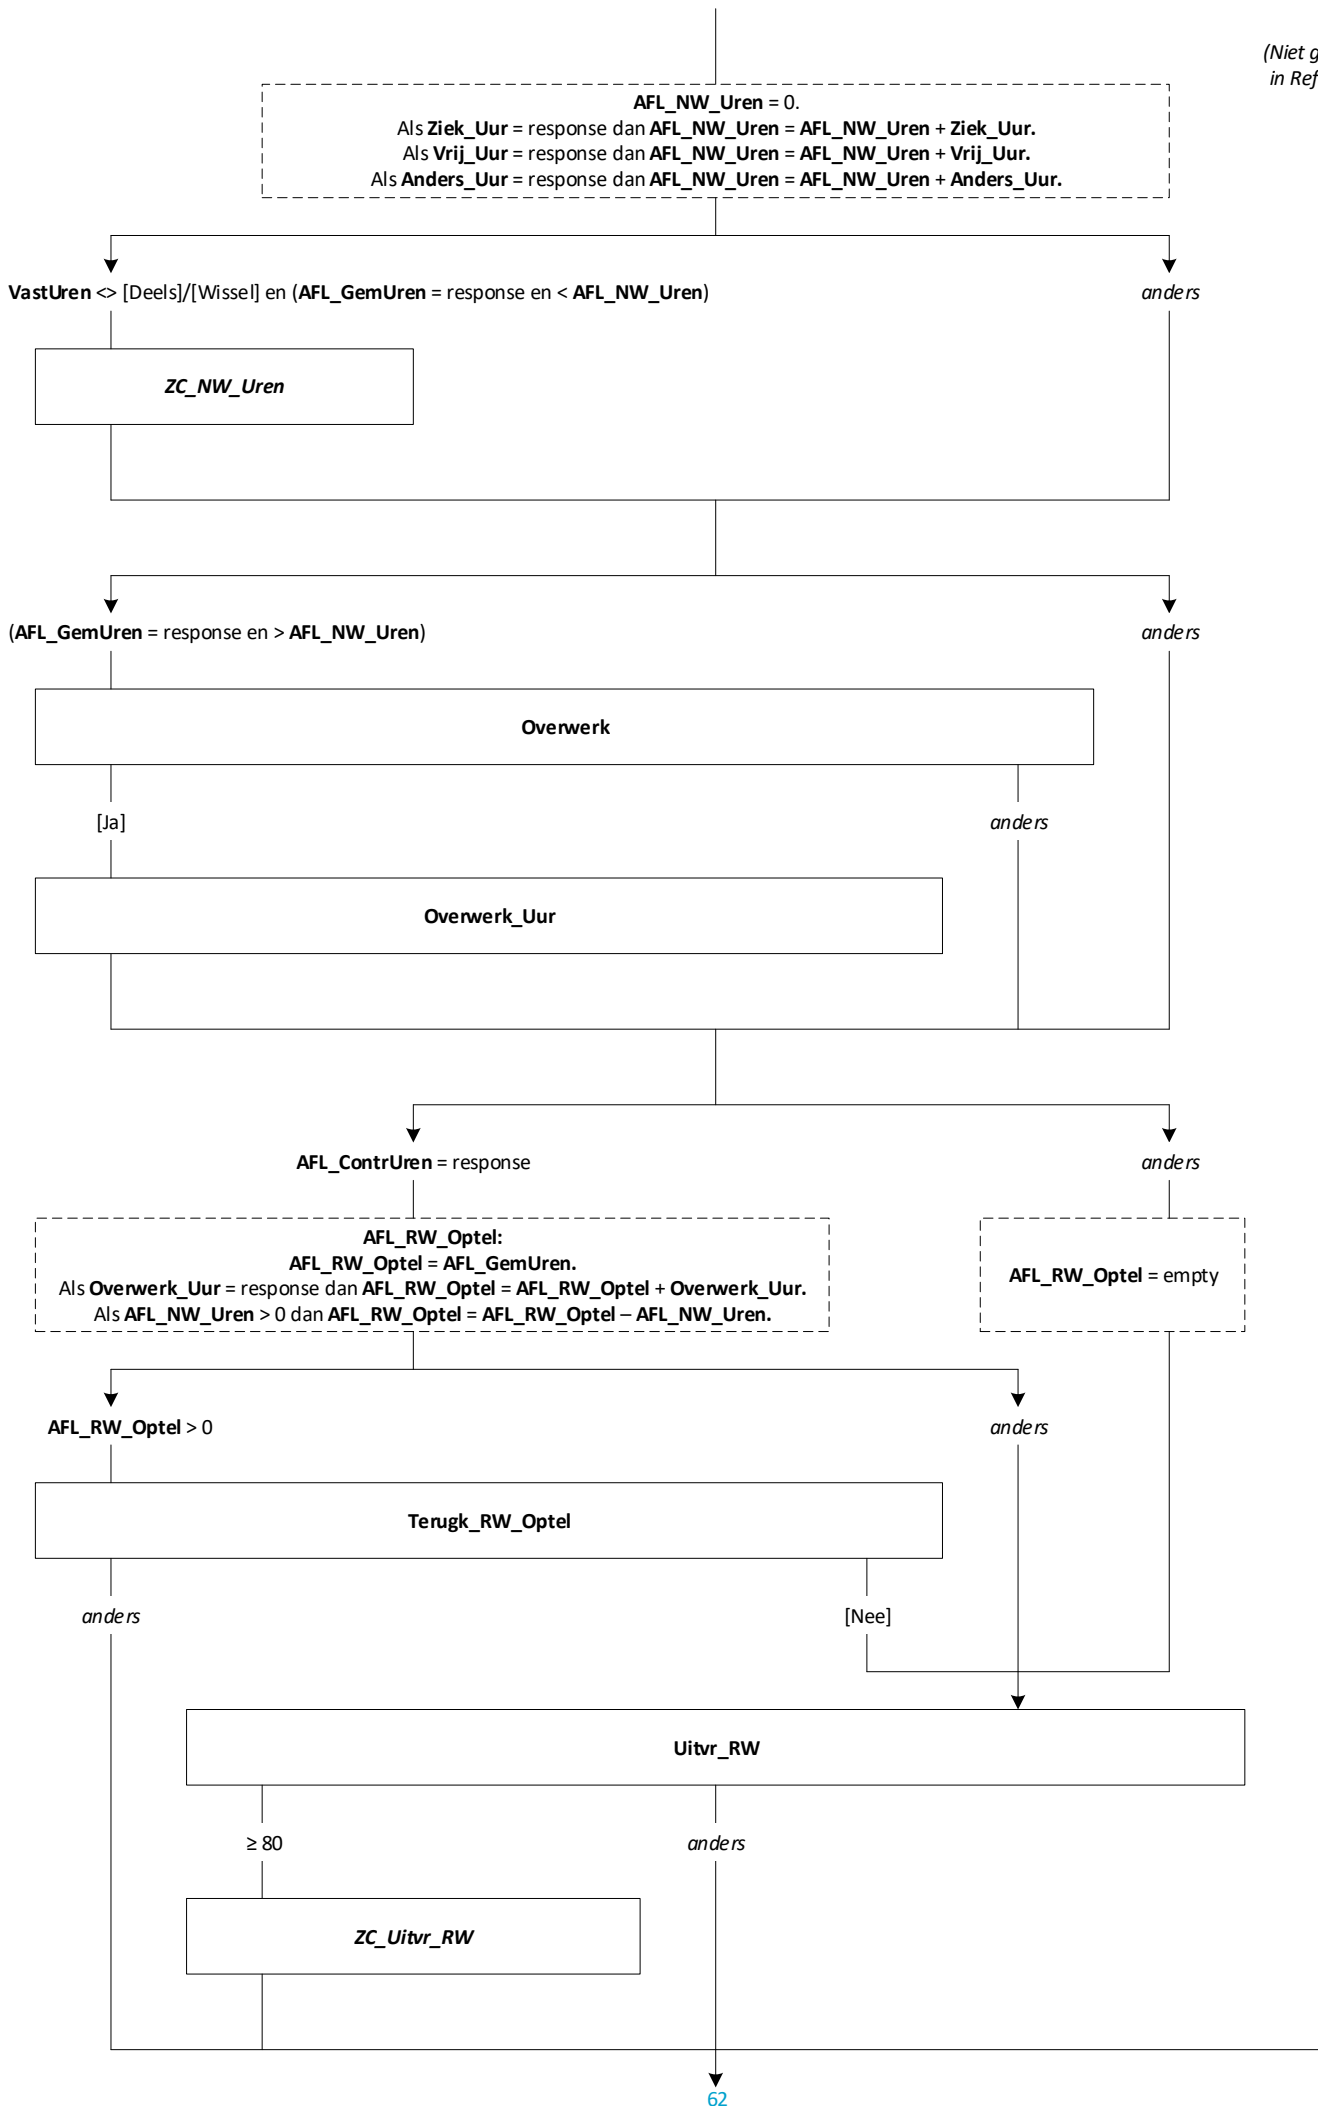 (Niet g
in Ref
AFL_NW_Uren = 0.
Als Ziek_Uur = response dan AFL_NW_Uren = AFL_NW_Uren + Ziek_Uur.
Als Vrij_Uur = response dan AFL_NW_Uren = AFL_NW_Uren + Vrij_Uur.
Als Anders_Uur = response dan AFL_NW_Uren = AFL_NW_Uren + Anders_Uur.
VastUren <> [Deels]/[Wissel] en (AFL_GemUren = response en < AFL_NW_Uren)
anders
ZC_NW_Uren
(AFL_GemUren = response en > AFL_NW_Uren)
anders
Overwerk
[Ja]
anders
Overwerk_Uur
AFL_ContrUren = response
anders
AFL_RW_Optel:
AFL_RW_Optel = AFL_GemUren.
Als Overwerk_Uur = response dan AFL_RW_Optel = AFL_RW_Optel + Overwerk_Uur.
Als AFL_NW_Uren > 0 dan AFL_RW_Optel = AFL_RW_Optel – AFL_NW_Uren.
AFL_RW_Optel = empty
AFL_RW_Optel > 0
anders
Terugk_RW_Optel
anders
[Nee]
Uitvr_RW
≥ 80
anders
ZC_Uitvr_RW
62